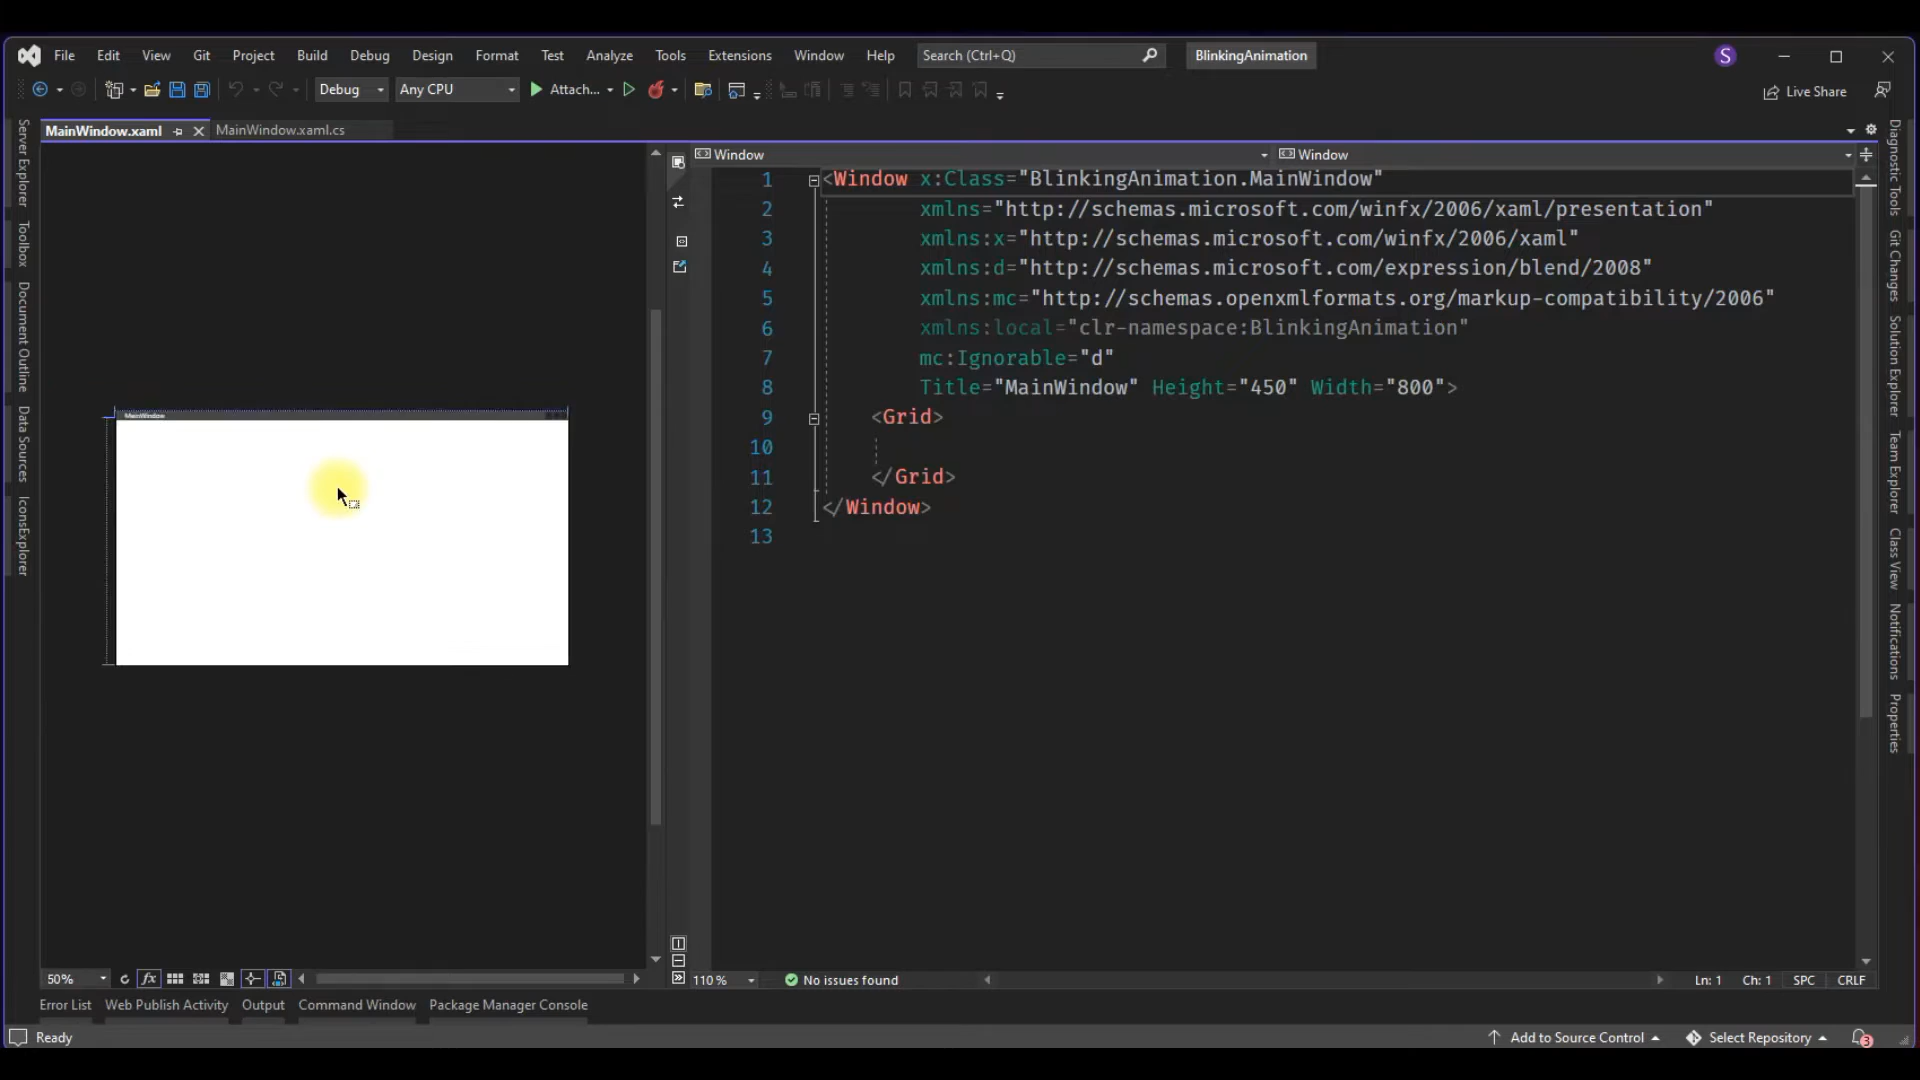 File Edit View Git Project Build Debug Design Format Test Analyze Tools Extensions Window Help Search (Ctrl+Q) BlinkingAnimation S
Debug Any CPU Attach... Live Share
MainWindow.xaml MainWindow.xaml.cs
Server Explorer
Toolbox
Document Outline
Data Sources
IconsExplorer
MainWindow
Window Window
1 <Window x:Class="BlinkingAnimation.MainWindow"
2 xmlns="http://schemas.microsoft.com/winfx/2006/xaml/presentation"
3 xmlns:x="http://schemas.microsoft.com/winfx/2006/xaml"
4 xmlns:d="http://schemas.microsoft.com/expression/blend/2008"
5 xmlns:mc="http://schemas.openxmlformats.org/markup-compatibility/2006"
6 xmlns:local="clr-namespace:BlinkingAnimation"
7 mc:Ignorable="d"
8 Title="MainWindow" Height="450" Width="800">
9 <Grid>
10
11 </Grid>
12 </Window>
13
Diagnostic Tools
Git Changes
Solution Explorer
Team Explorer
Class View
Notifications
Properties
50% fx 110 % No issues found Ln: 1 Ch: 1 SPC CRLF
Error List Web Publish Activity Output Command Window Package Manager Console
Ready Add to Source Control Select Repository 3